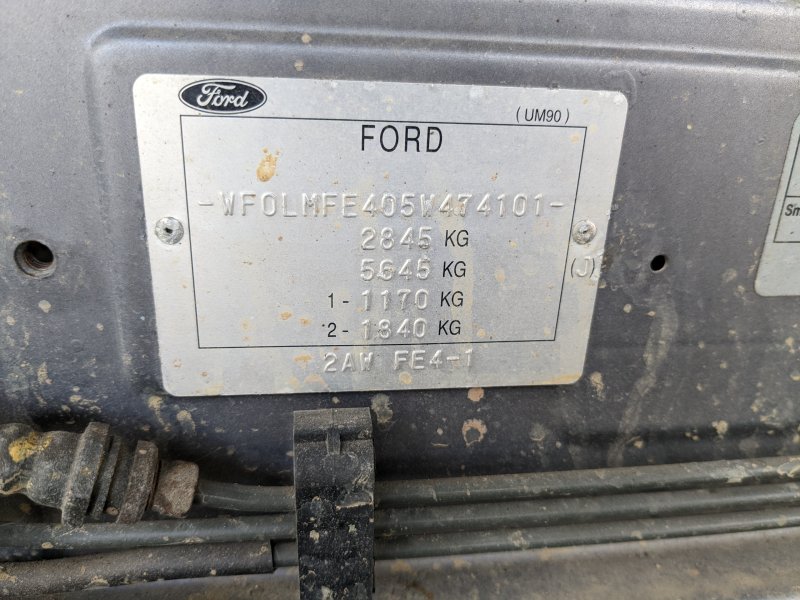 Ford
(UM90)
FORD
-WF0LMFE405W474101-
2845 KG
5645 KG
(J)
1- 1170 KG
2- 1840 KG
2AW FE4-1